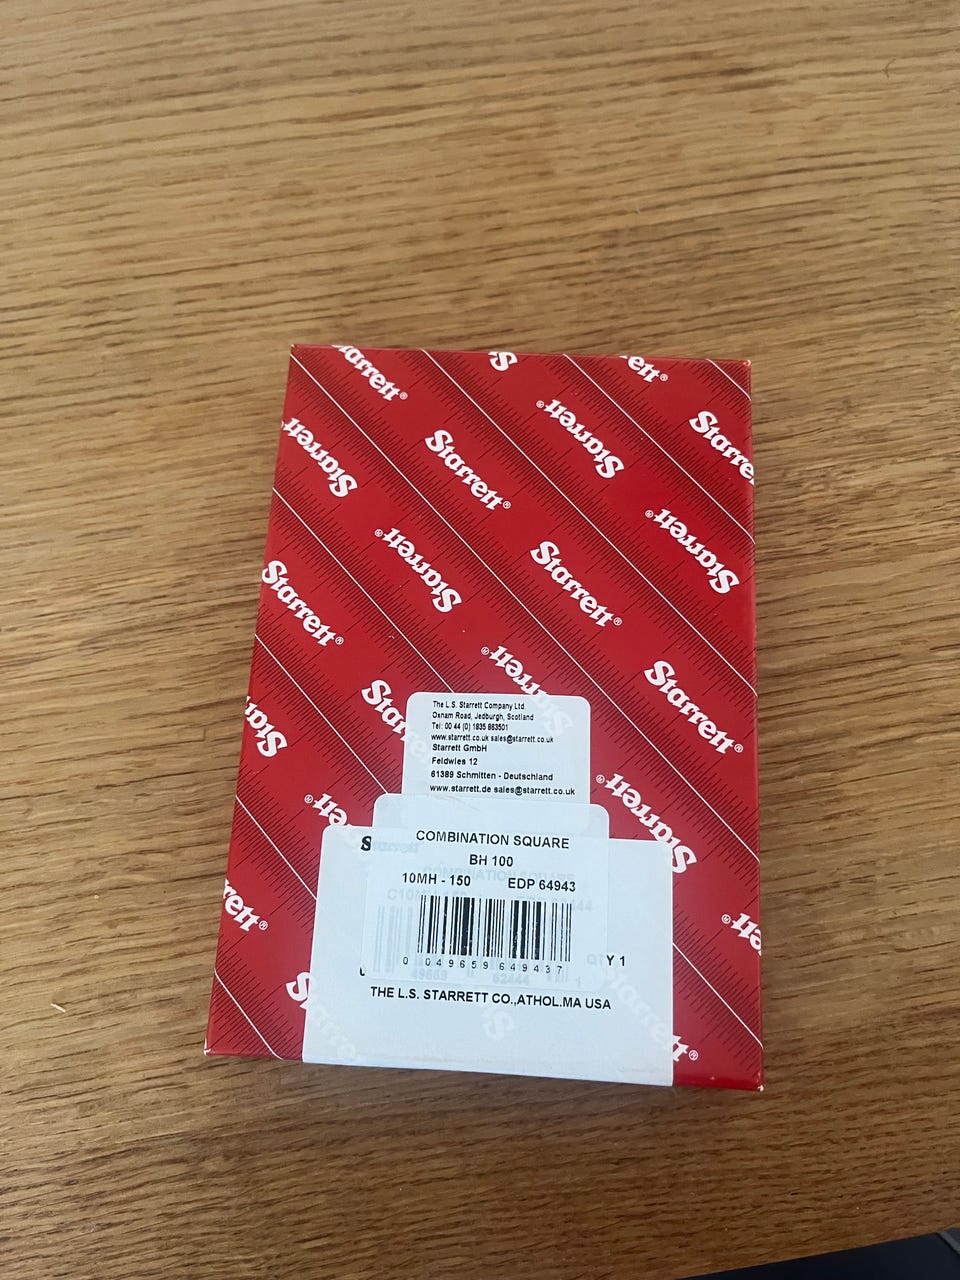 Starrett®
The L.S. Starrett Company Ltd.
Oxnam Road, Jedburgh, Scotland
Tel: 00 44 (0) 1835 863501
www.starrett.co.uk sales@starrett.co.uk
Starrett GmbH
Feldwies 12
61389 Schmitten - Deutschland
www.starrett.de sales@starrett.co.uk
COMBINATION SQUARE
BH 100
10MH - 150 EDP 64943
0 049659 649437
QTY 1
THE L.S. STARRETT CO.,ATHOL.MA USA